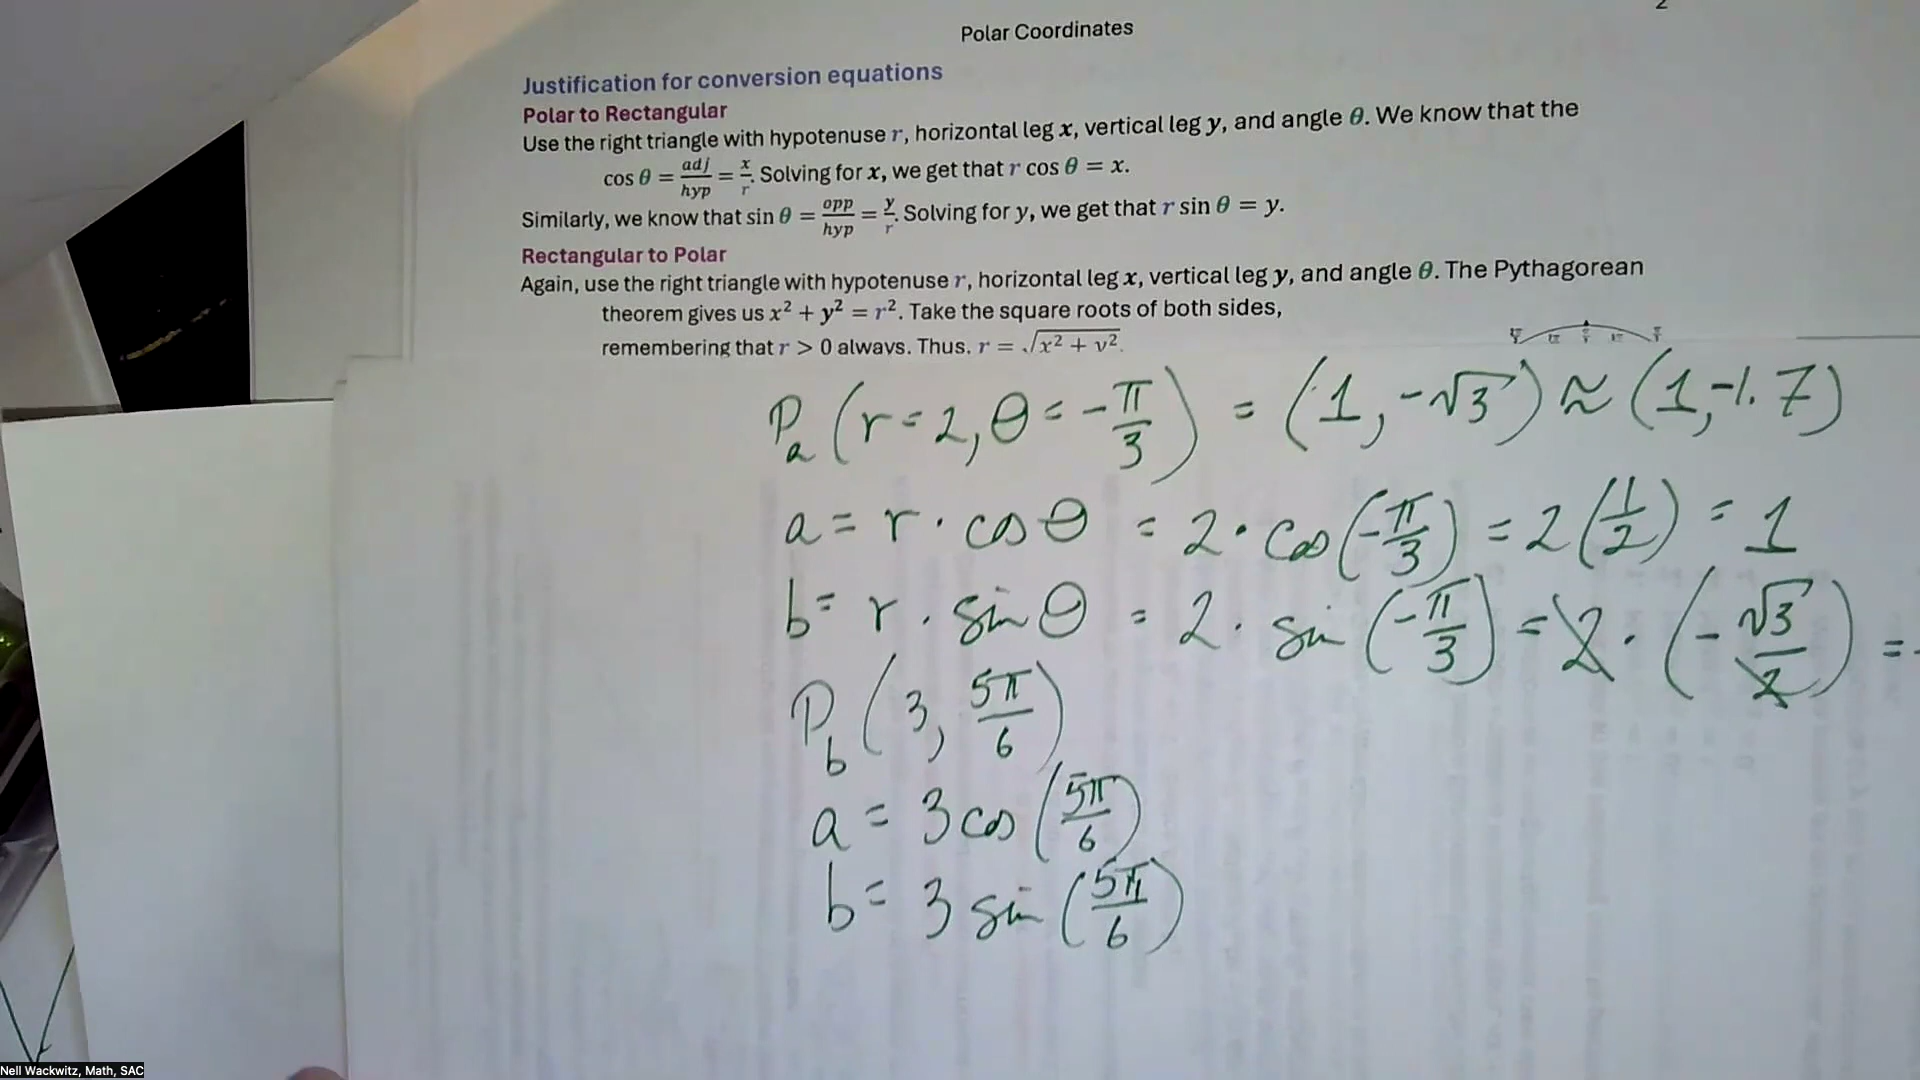 2
Polar Coordinates
Justification for conversion equations
Polar to Rectangular
Use the right triangle with hypotenuse r, horizontal leg x, vertical leg y, and angle θ. We know that the
cos θ = adj/hyp = x/r. Solving for x, we get that r cos θ = x.
Similarly, we know that sin θ = opp/hyp = y/r. Solving for y, we get that r sin θ = y.
Rectangular to Polar
Again, use the right triangle with hypotenuse r, horizontal leg x, vertical leg y, and angle θ. The Pythagorean
theorem gives us x² + y² = r². Take the square roots of both sides,
remembering that r > 0 always. Thus, r = √(x² + y²).
P_a (r = 2, θ = -π/3) = (1, -√3) ≈ (1, -1.7)
a = r · cos θ = 2 · cos(-π/3) = 2(1/2) = 1
b = r · sin θ = 2 · sin(-π/3) = 2 · (-√3/2) = -
P_b (3, 5π/6)
a = 3 cos (5π/6)
b = 3 sin (5π/6)
Nell Wackwitz, Math, SAC